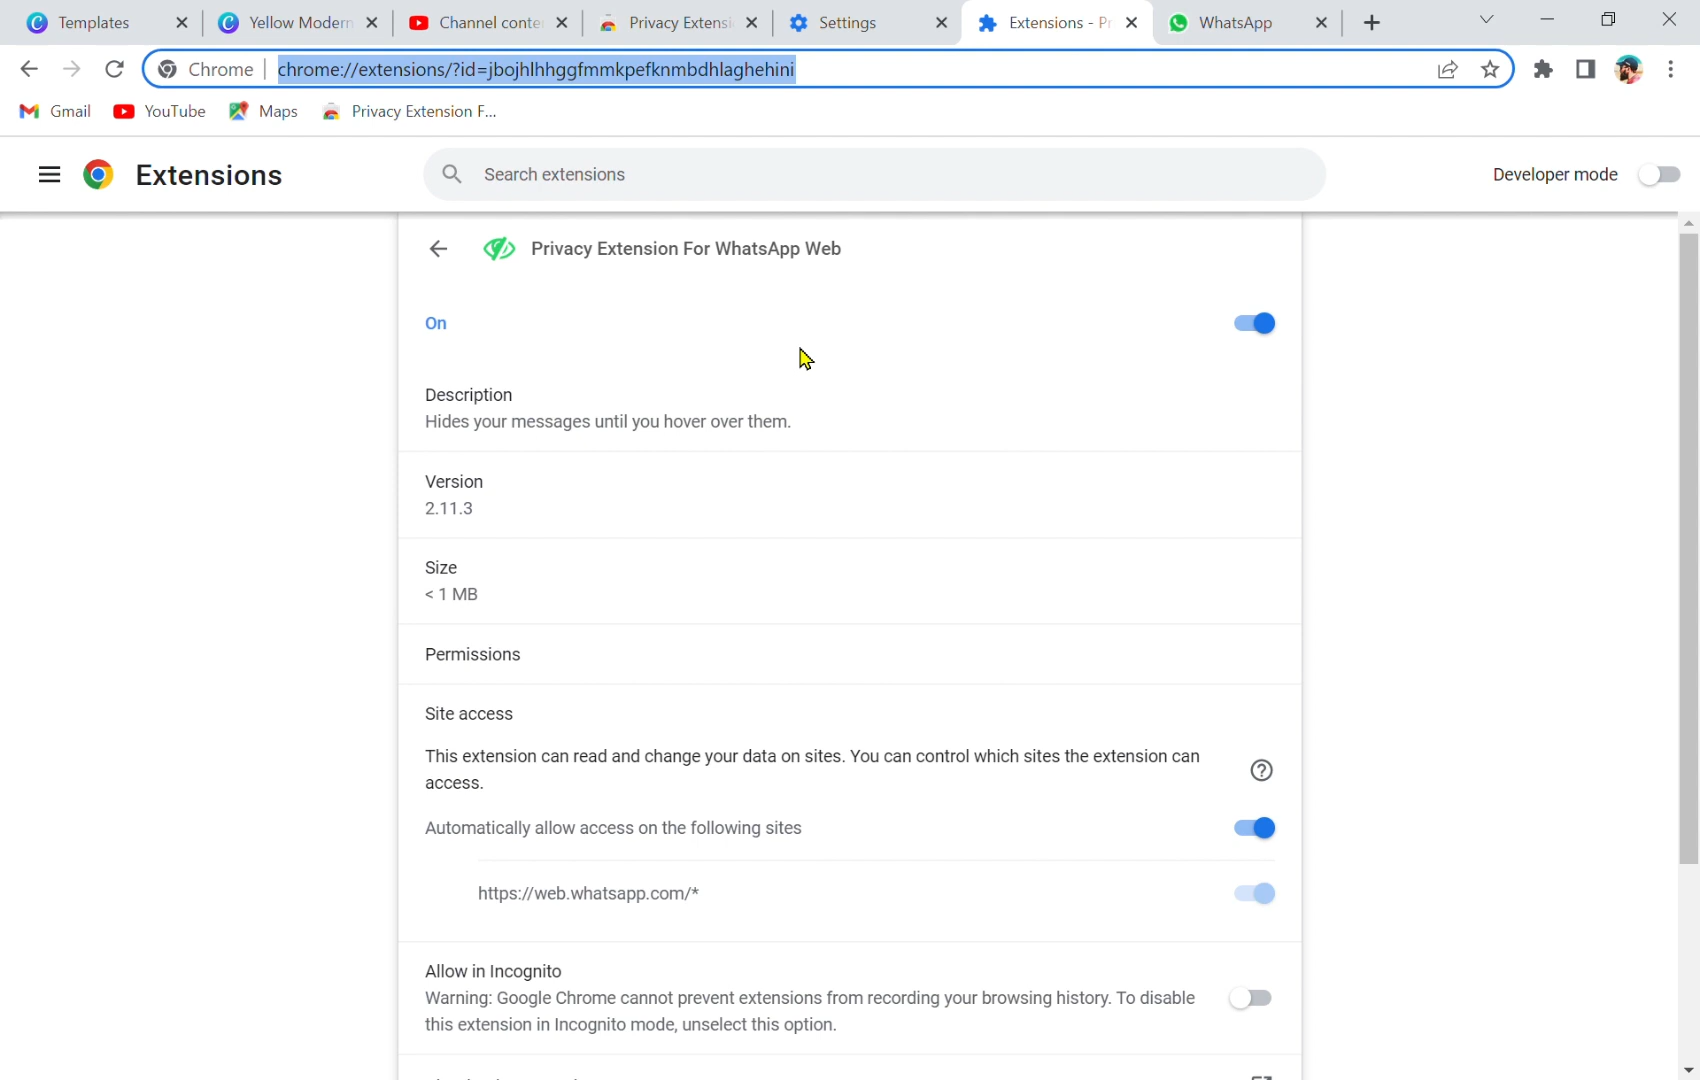 Templates
Yellow Modern
Channel conte
Privacy Extensi
Settings
Extensions - Pr
WhatsApp
Chrome
chrome://extensions/?id=jbojhlhhggfmmkpefknmbdhlaghehini
Gmail
YouTube
Maps
Privacy Extension F...
Extensions
Search extensions
Developer mode
Privacy Extension For WhatsApp Web
On
Description
Hides your messages until you hover over them.
Version
2.11.3
Size
< 1 MB
Permissions
Site access
This extension can read and change your data on sites. You can control which sites the extension can
access.
Automatically allow access on the following sites
https://web.whatsapp.com/*
Allow in Incognito
Warning: Google Chrome cannot prevent extensions from recording your browsing history. To disable
this extension in Incognito mode, unselect this option.